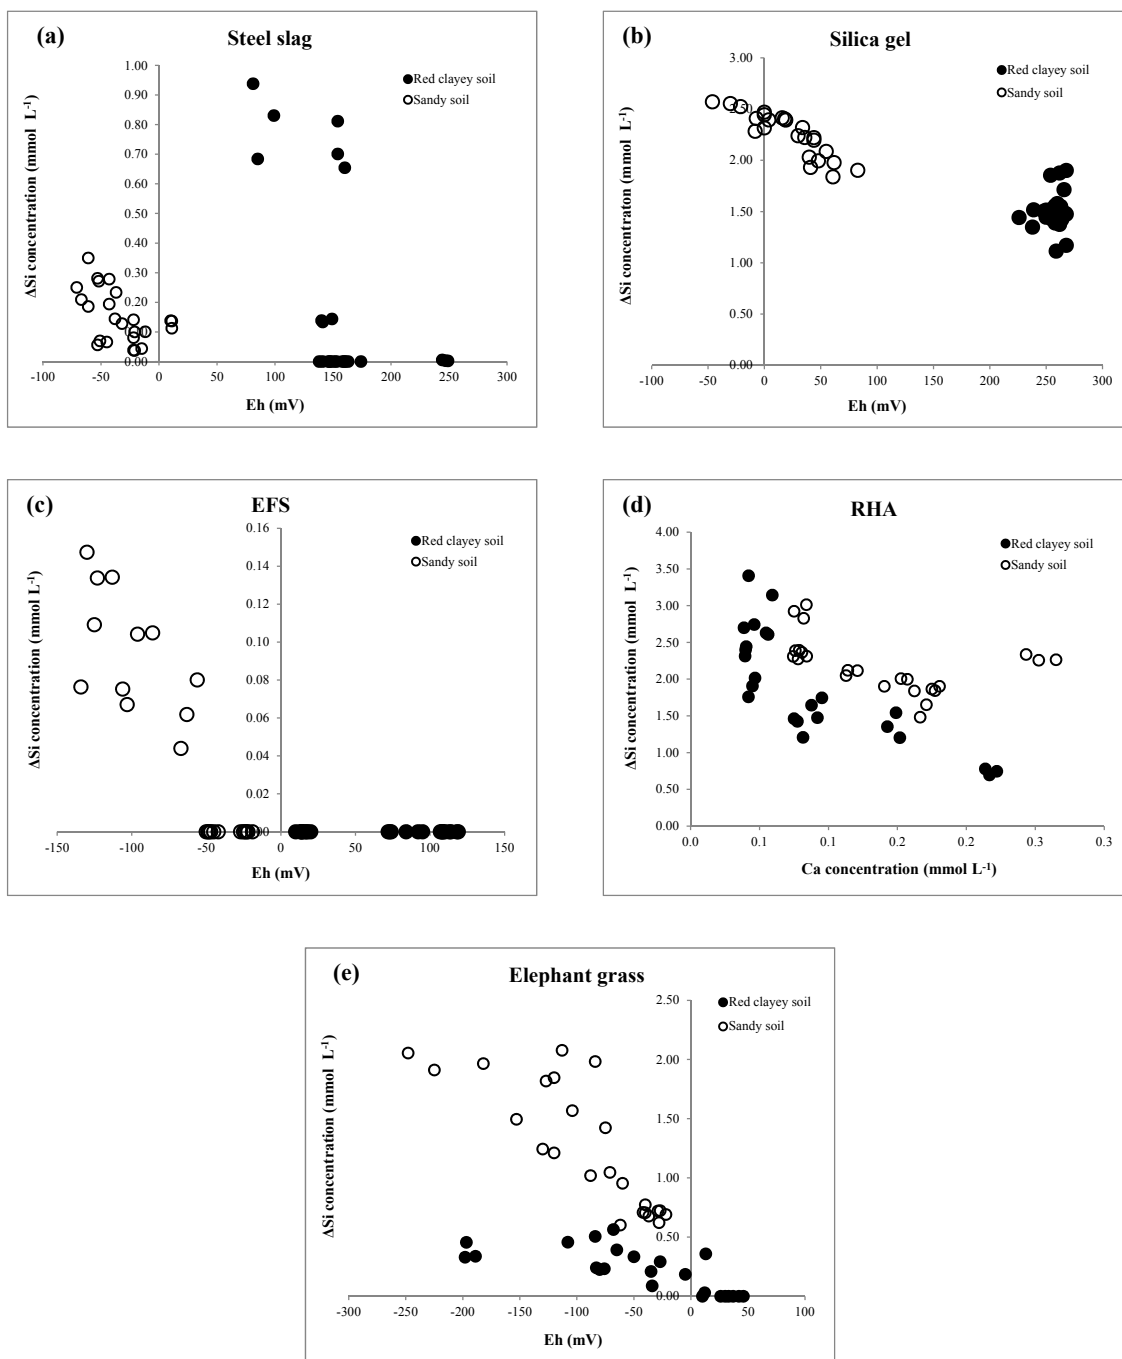 (a)
Steel slag
Red clayey soil
Sandy soil
ΔSi concentration (mmol L-1)
1.00
0.90
0.80
0.70
0.60
0.50
0.40
0.30
0.20
0.10
0.00
-100 -50 0 50 100 150 200 250 300
Eh (mV)
(b)
Silica gel
Red clayey soil
Sandy soil
ΔSi concentraton (mmol L-1)
3.00
2.50
2.00
1.50
1.00
0.50
0.00
-100 -50 0 50 100 150 200 250 300
Eh (mV)
(c)
EFS
Red clayey soil
Sandy soil
ΔSi concentration (mmol L-1)
0.16
0.14
0.12
0.10
0.08
0.06
0.04
0.02
0.00
-150 -100 -50 0 50 100 150
Eh (mV)
(d)
RHA
Red clayey soil
Sandy soil
ΔSi concentration (mmol L-1)
4.00
3.50
3.00
2.50
2.00
1.50
1.00
0.50
0.00
0.0 0.1 0.1 0.2 0.2 0.3 0.3
Ca concentration (mmol L-1)
(e)
Elephant grass
Red clayey soil
Sandy soil
ΔSi concentration (mmol L-1)
2.50
2.00
1.50
1.00
0.50
0.00
-300 -200 -150 -100 -50 0 50 100
Eh (mV)